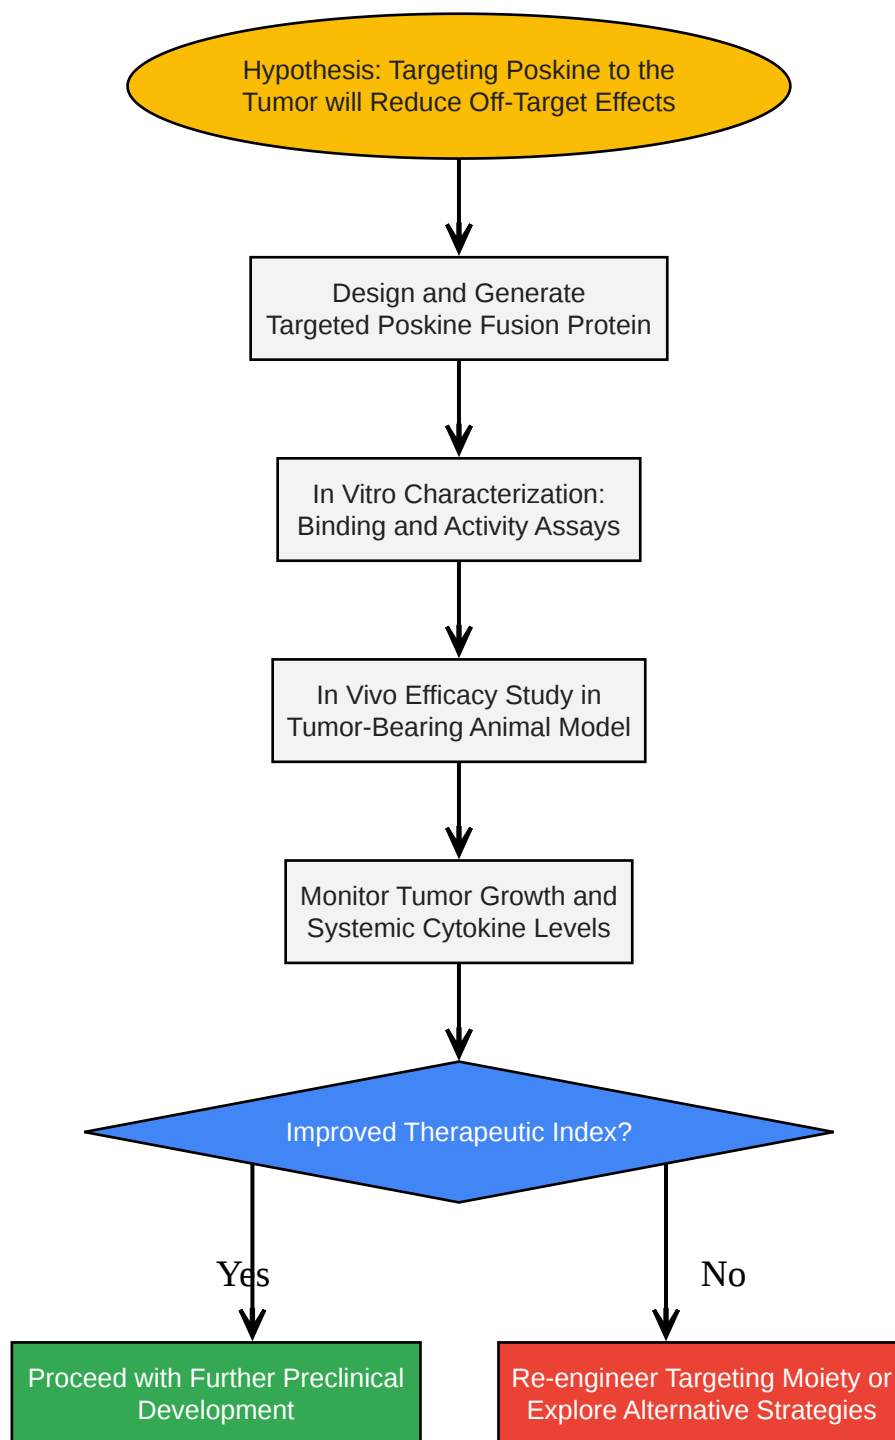 Hypothesis: Targeting Poskine to the
Tumor will Reduce Off-Target Effects
Design and Generate
Targeted Poskine Fusion Protein
In Vitro Characterization:
Binding and Activity Assays
In Vivo Efficacy Study in
Tumor-Bearing Animal Model
Monitor Tumor Growth and
Systemic Cytokine Levels
Improved Therapeutic Index?
Yes
No
Proceed with Further Preclinical
Development
Re-engineer Targeting Moiety or
Explore Alternative Strategies